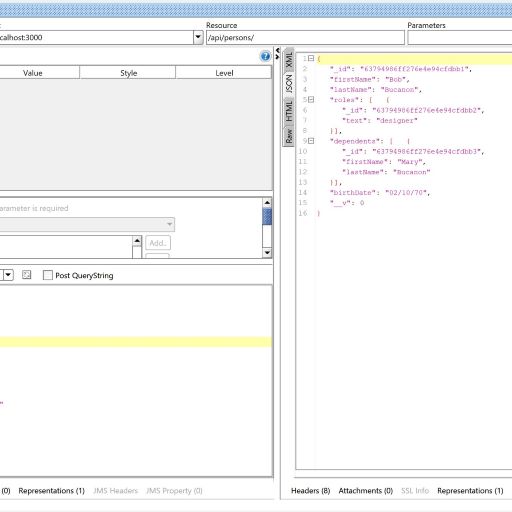 Resource
Parameters
calhost:3000
/api/persons/
Value
Style
Level
arameter is required
Add..
Post QueryString
"
(0)
Representations (1)
JMS Headers
JMS Property (0)
XML
JSON
HTML
Raw
1 {
2 "_id": "63794986ff276e4e94cfdbb1",
3 "firstName": "Bob",
4 "lastName": "Bucanon",
5 "roles": [ {
6 "_id": "63794986ff276e4e94cfdbb2",
7 "text": "designer"
8 }],
9 "dependents": [ {
10 "_id": "63794986ff276e4e94cfdbb3",
11 "firstName": "Mary",
12 "lastName": "Bucanon"
13 }],
14 "birthDate": "02/10/70",
15 "__v": 0
16 }
Headers (8)
Attachments (0)
SSL Info
Representations (1)